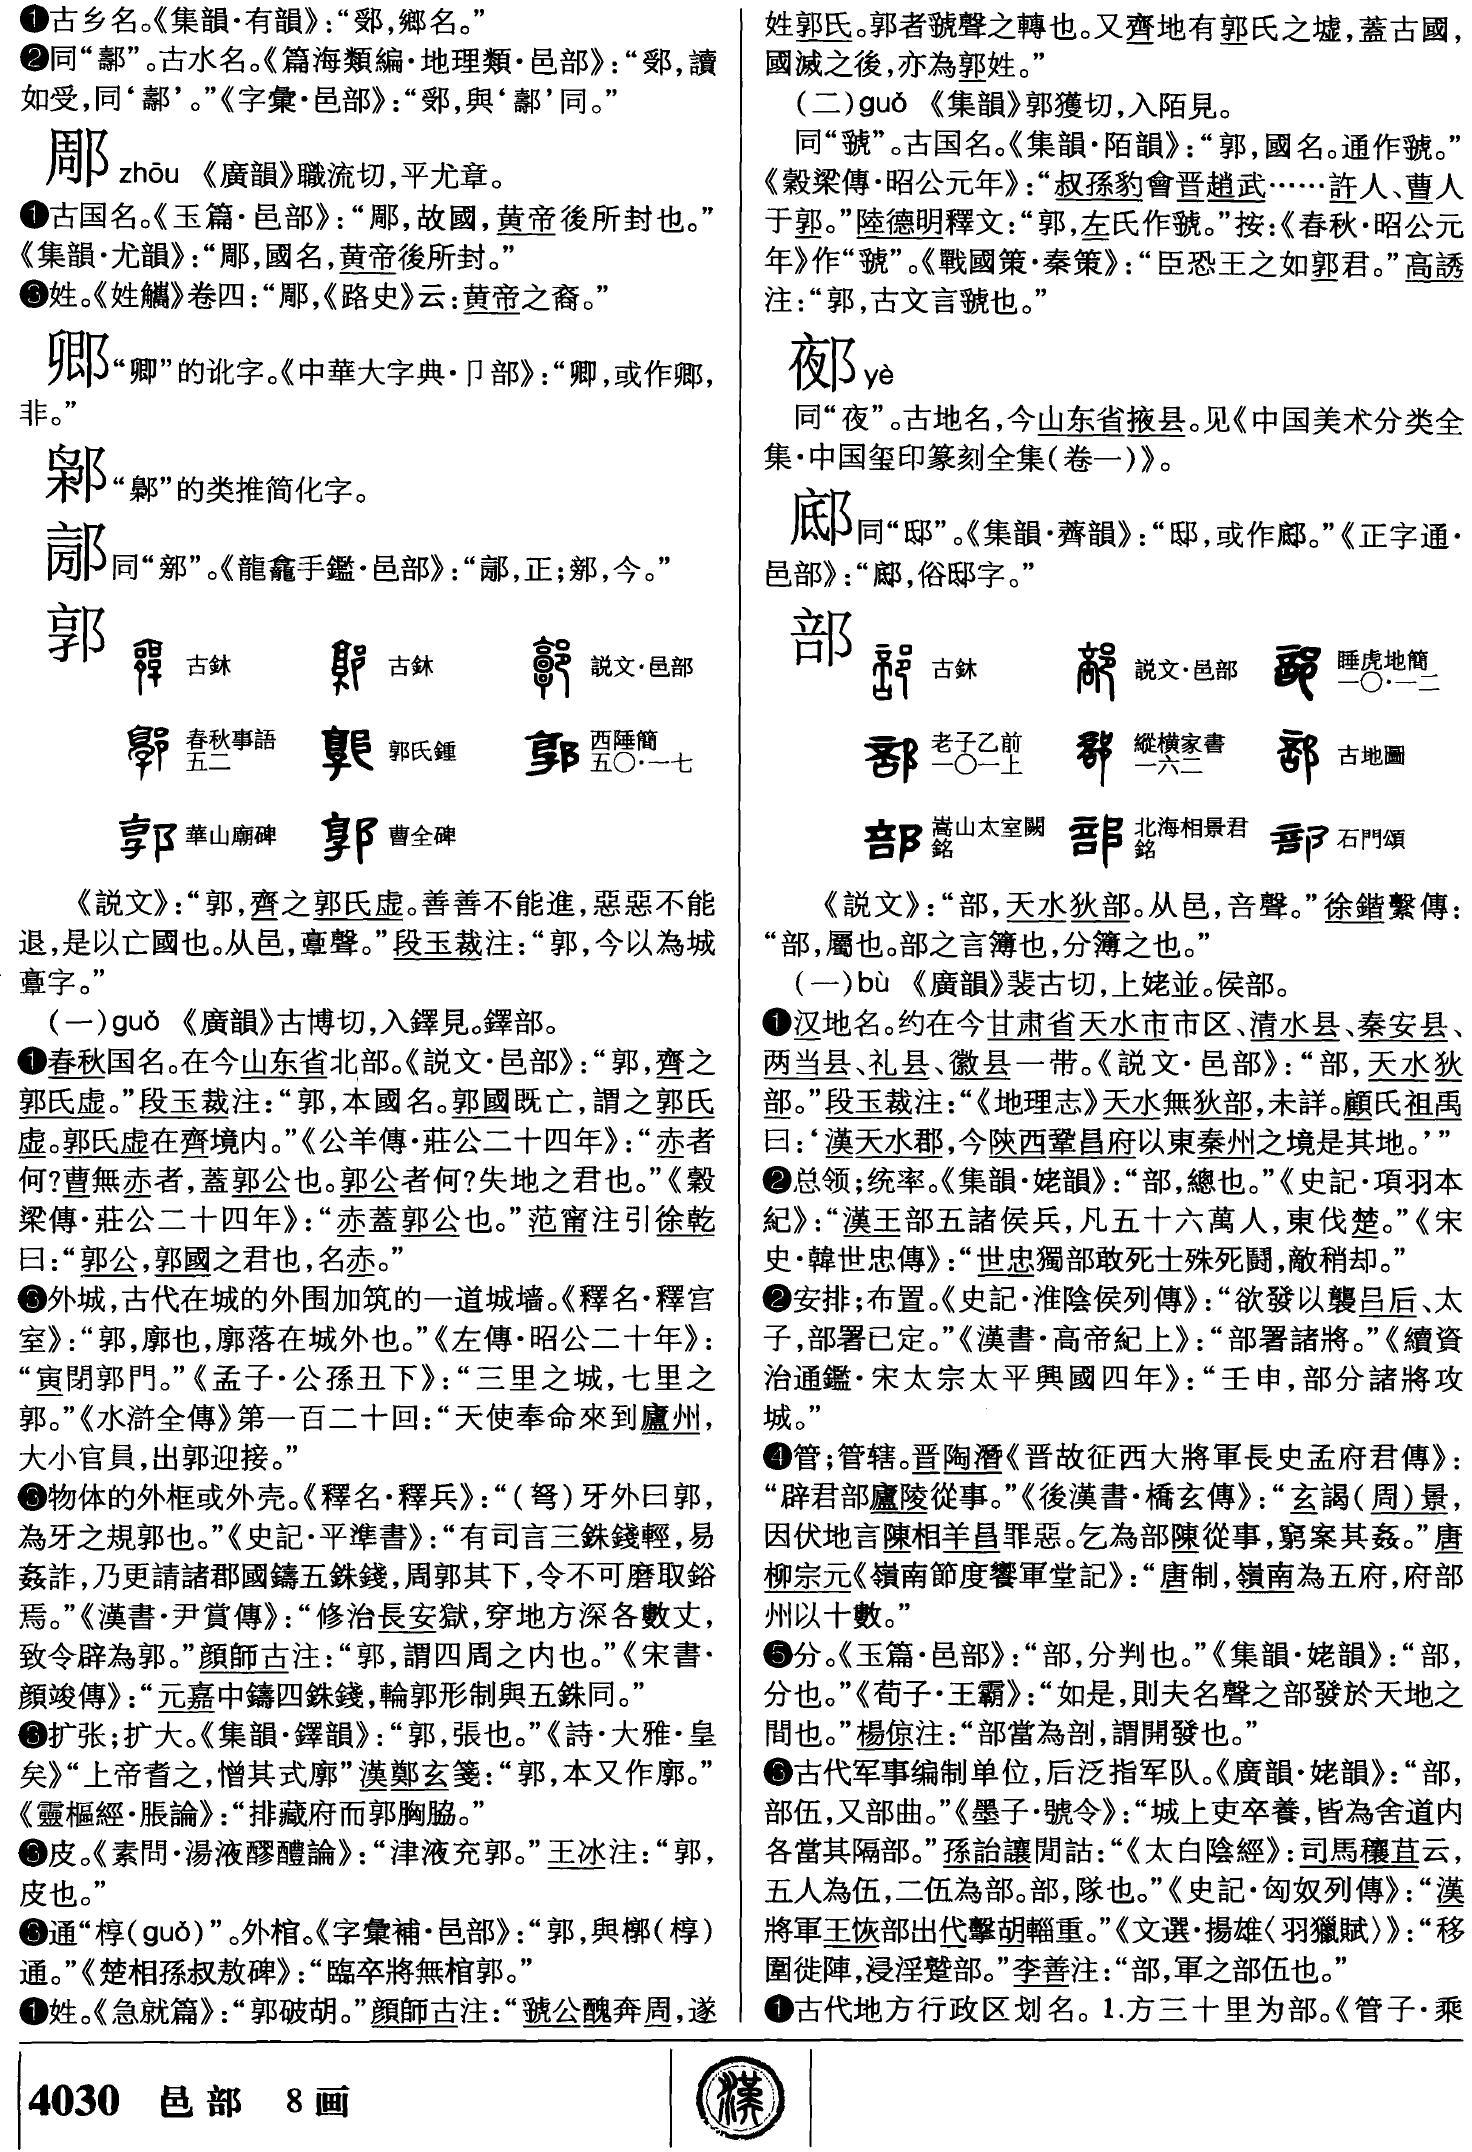 ❶古乡名。《集韻·有韻》：“𨛬，鄉名。”
❷同“鄟”。古水名。《篇海類編·地理類·邑部》：“𨛬，讀
如受，同‘ ’。”《字彙·邑部》：“𨛬，與‘ ’同。”
郮 zhōu 《廣韻》職流切，平尤章。
❶古国名。《玉篇·邑部》：“郮，故國，黄帝後所封也。”
《集韻·尤韻》：“郮，國名，黄帝後所封。”
❸姓。《姓觿》卷四：“郮，《路史》云：黄帝之裔。”
“卿”的讹字。《中華大字典·卩部》：“卿，或作 ，
非。”
“ ”的类推简化字。
同“ ”。《龍龕手鑑·邑部》：“ ，正； ，今。”
郭
古鉥 古鉥 説文·邑部
春秋事語五二 郭氏鍾 西陲簡五〇·一七
華山廟碑 曹全碑
《説文》：“郭，齊之郭氏虚。善善不能進，惡惡不能
退，是以亡國也。从邑，𩫏聲。”段玉裁注：“郭，今以為城
𩫏字。”
（一）guǒ 《廣韻》古博切，入鐸見。鐸部。
❶春秋国名。在今山东省北部。《説文·邑部》：“郭，齊之
郭氏虚。”段玉裁注：“郭，本國名。郭國既亡，謂之郭氏
虚。郭氏虚在齊境内。”《公羊傳·莊公二十四年》：“赤者
何？曹無赤者，蓋郭公也。郭公者何？失地之君也。”《穀
梁傳·莊公二十四年》：“赤蓋郭公也。”范甯注引徐乾
曰：“郭公，郭國之君也，名赤。”
❸外城，古代在城的外围加筑的一道城墙。《釋名·釋宫
室》：“郭，廓也，廓落在城外也。”《左傳·昭公二十年》：
“寅閉郭門。”《孟子·公孫丑下》：“三里之城，七里之
郭。”《水滸全傳》第一百二十回：“天使奉命來到廬州，
大小官員，出郭迎接。”
❸物体的外框或外壳。《釋名·釋兵》：“（弩）牙外曰郭，
為牙之規郭也。”《史記·平準書》：“有司言三銖錢輕，易
姦詐，乃更請諸郡國鑄五銖錢，周郭其下，令不可磨取鋊
焉。”《漢書·尹賞傳》：“修治長安獄，穿地方深各數丈，
致令辟為郭。”顔師古注：“郭，謂四周之内也。”《宋書·
顔竣傳》：“元嘉中鑄四銖錢，輪郭形制與五銖同。”
❸扩张；扩大。《集韻·鐸韻》：“郭，張也。”《詩·大雅·皇
矣》“上帝耆之，憎其式廓”漢鄭玄箋：“郭，本又作廓。”
《靈樞經·脹論》：“排藏府而郭胸脇。”
❸皮。《素問·湯液醪醴論》：“津液充郭。”王冰注：“郭，
皮也。”
❸通“椁（guǒ）”。外棺。《字彙補·邑部》：“郭，與槨（椁）
通。”《楚相孫叔敖碑》：“臨卒將無棺郭。”
❶姓。《急就篇》：“郭破胡。”顔師古注：“虢公醜奔周，遂
姓郭氏。郭者虢聲之轉也。又齊地有郭氏之墟，蓋古國，
國滅之後，亦為郭姓。”
（二）guǒ 《集韻》郭獲切，入陌見。
同“虢”。古国名。《集韻·陌韻》：“郭，國名。通作虢。”
《穀梁傳·昭公元年》：“叔孫豹會晋趙武……許人、曹人
于郭。”陸德明釋文：“郭，左氏作虢。”按：《春秋·昭公元
年》作“虢”。《戰國策·秦策》：“臣恐王之如郭君。”高誘
注：“郭，古文言虢也。”
yè
同“夜”。古地名，今山东省掖县。见《中国美术分类全
集·中国玺印篆刻全集（卷一）》。
同“邸”。《集韻·薺韻》：“邸，或作 。”《正字通·
邑部》：“ ，俗邸字。”
部
古鉥 説文·邑部 睡虎地簡一〇·一二
老子乙前一〇一上 縱横家書一六二 古地圖
嵩山太室闕銘 北海相景君銘 石門頌
《説文》：“部，天水狄部。从邑，咅聲。”徐鍇繫傳：
“部，屬也。部之言簿也，分簿之也。”
（一）bù 《廣韻》裴古切，上姥並。侯部。
❶汉地名。约在今甘肃省天水市市区、清水县、秦安县、
两当县、礼县、徽县一带。《説文·邑部》：“部，天水狄
部。”段玉裁注：“《地理志》天水無狄部，未詳。顧氏祖禹
曰：‘漢天水郡，今陝西鞏昌府以東秦州之境是其地。’”
❷总领；统率。《集韻·姥韻》：“部，總也。”《史記·項羽本
紀》：“漢王部五諸侯兵，凡五十六萬人，東伐楚。”《宋
史·韓世忠傳》：“世忠獨部敢死士殊死鬭，敵稍却。”
❷安排；布置。《史記·淮陰侯列傳》：“欲發以襲吕后、太
子，部署已定。”《漢書·高帝紀上》：“部署諸將。”《續資
治通鑑·宋太宗太平興國四年》：“壬申，部分諸將攻
城。”
❹管；管辖。晋陶潛《晋故征西大將軍長史孟府君傳》：
“辟君部廬陵從事。”《後漢書·橋玄傳》：“玄謁（周）景，
因伏地言陳相羊昌罪惡。乞為部陳從事，窮案其姦。”唐
柳宗元《嶺南節度饗軍堂記》：“唐制，嶺南為五府，府部
州以十數。”
❺分。《玉篇·邑部》：“部，分判也。”《集韻·姥韻》：“部，
分也。”《荀子·王霸》：“如是，則夫名聲之部發於天地之
間也。”楊倞注：“部當為剖，謂開發也。”
❸古代军事编制单位，后泛指军队。《廣韻·姥韻》：“部，
部伍，又部曲。”《墨子·號令》：“城上吏卒養，皆為舍道内
各當其隔部。”孫詒讓閒詁：“《太白陰經》：司馬穰苴云，
五人為伍，二伍為部。部，隊也。”《史記·匈奴列傳》：“漢
將軍王恢部出代擊胡輜重。”《文選·揚雄〈羽獵賦〉》：“移
圍徙陣，浸淫蹵部。”李善注：“部，軍之部伍也。”
❶古代地方行政区划名。1.方三十里为部。《管子·乘
4030 邑部 8画
漢